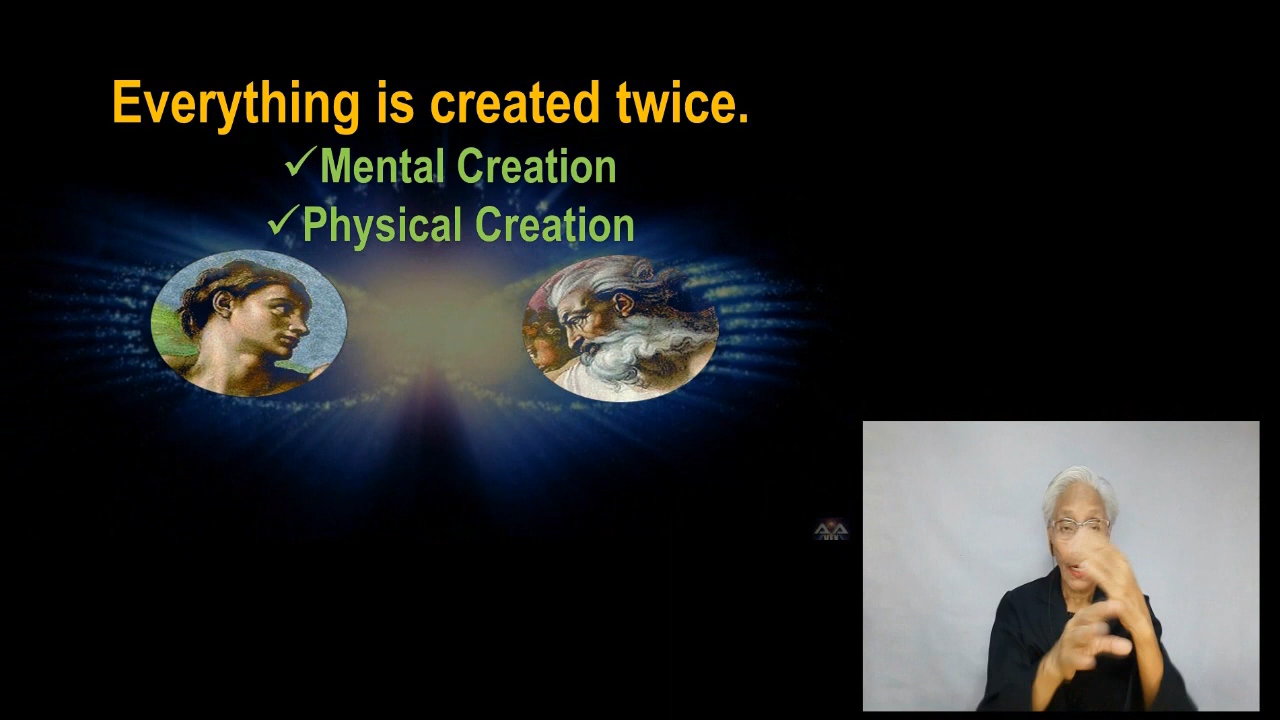 Everything is created twice.
✓Mental Creation
✓Physical Creation